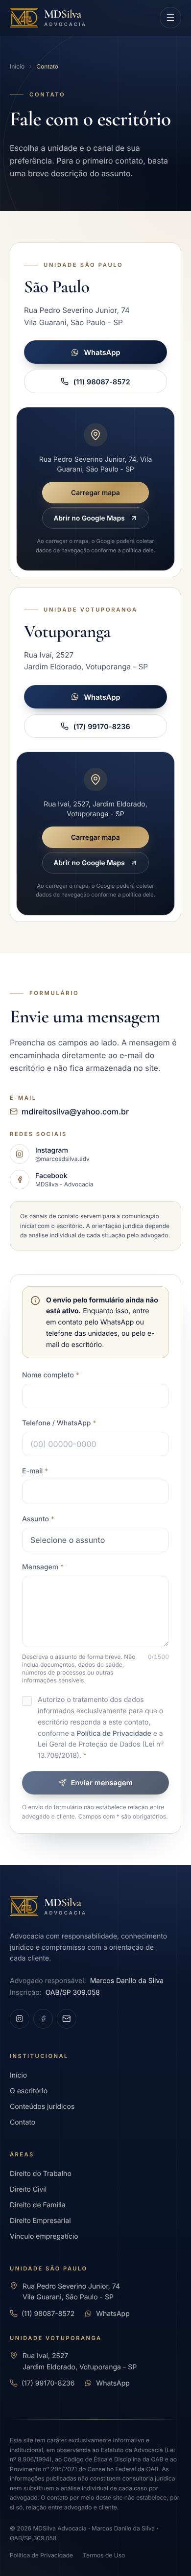 MDSilva
ADVOCACIA
Início › Contato
CONTATO
Fale com o escritório
Escolha a unidade e o canal de sua
preferência. Para o primeiro contato, basta
uma breve descrição do assunto.
UNIDADE SÃO PAULO
São Paulo
Rua Pedro Severino Junior, 74
Vila Guarani, São Paulo - SP
WhatsApp
(11) 98087-8572
Rua Pedro Severino Junior, 74, Vila
Guarani, São Paulo - SP
Carregar mapa
Abrir no Google Maps
Ao carregar o mapa, o Google poderá coletar
dados de navegação conforme a política dele.
UNIDADE VOTUPORANGA
Votuporanga
Rua Ivaí, 2527
Jardim Eldorado, Votuporanga - SP
WhatsApp
(17) 99170-8236
Rua Ivaí, 2527, Jardim Eldorado,
Votuporanga - SP
Carregar mapa
Abrir no Google Maps
Ao carregar o mapa, o Google poderá coletar
dados de navegação conforme a política dele.
FORMULÁRIO
Envie uma mensagem
Preencha os campos ao lado. A mensagem é
encaminhada diretamente ao e-mail do
escritório e não fica armazenada no site.
E-MAIL
mdireitosilva@yahoo.com.br
REDES SOCIAIS
Instagram
@marcosdsilva.adv
Facebook
MDSilva - Advocacia
Os canais de contato servem para a comunicação
inicial com o escritório. A orientação jurídica depende
da análise individual de cada situação pelo advogado.
O envio pelo formulário ainda não
está ativo. Enquanto isso, entre
em contato pelo WhatsApp ou
telefone das unidades, ou pelo e-
mail do escritório.
Nome completo *
Telefone / WhatsApp *
(00) 00000-0000
E-mail *
Assunto *
Selecione o assunto
Mensagem *
Descreva o assunto de forma breve. Não
inclua documentos, dados de saúde,
números de processos ou outras
informações sensíveis.
0/1500
Autorizo o tratamento dos dados
informados exclusivamente para que o
escritório responda a este contato,
conforme a Política de Privacidade e a
Lei Geral de Proteção de Dados (Lei nº
13.709/2018). *
Enviar mensagem
O envio do formulário não estabelece relação entre
advogado e cliente. Campos com * são obrigatórios.
MDSilva
ADVOCACIA
Advocacia com responsabilidade, conhecimento
jurídico e compromisso com a orientação de
cada cliente.
Advogado responsável: Marcos Danilo da Silva
Inscrição: OAB/SP 309.058
INSTITUCIONAL
Início
O escritório
Conteúdos jurídicos
Contato
ÁREAS
Direito do Trabalho
Direito Civil
Direito de Família
Direito Empresarial
Vínculo empregatício
UNIDADE SÃO PAULO
Rua Pedro Severino Junior, 74
Vila Guarani, São Paulo - SP
(11) 98087-8572 WhatsApp
UNIDADE VOTUPORANGA
Rua Ivaí, 2527
Jardim Eldorado, Votuporanga - SP
(17) 99170-8236 WhatsApp
Este site tem caráter exclusivamente informativo e
institucional, em observância ao Estatuto da Advocacia (Lei
nº 8.906/1994), ao Código de Ética e Disciplina da OAB e ao
Provimento nº 205/2021 do Conselho Federal da OAB. As
informações publicadas não constituem consultoria jurídica
nem substituem a análise individual de cada caso por
advogado. O contato por meio deste site não estabelece, por
si só, relação entre advogado e cliente.
© 2026 MDSilva Advocacia · Marcos Danilo da Silva ·
OAB/SP 309.058
Política de Privacidade Termos de Uso